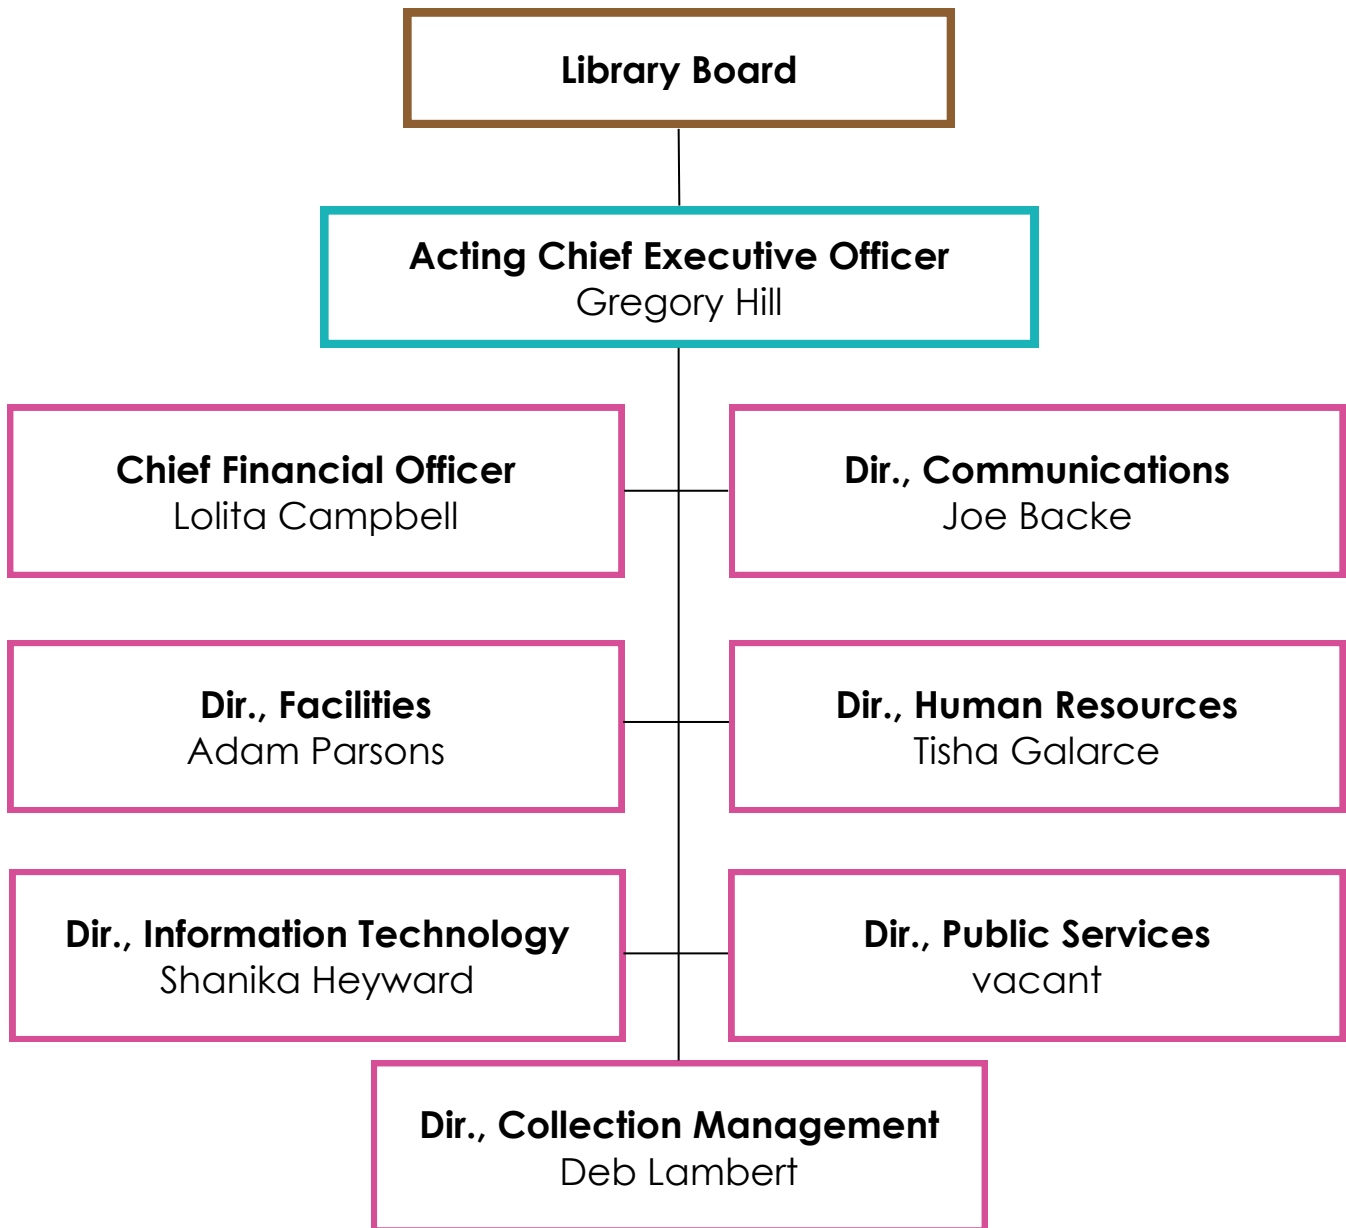 Library Board
Acting Chief Executive Officer
Gregory Hill
Chief Financial Officer
Lolita Campbell
Dir., Communications
Joe Backe
Dir., Facilities
Adam Parsons
Dir., Human Resources
Tisha Galarce
Dir., Information Technology
Shanika Heyward
Dir., Public Services
vacant
Dir., Collection Management
Deb Lambert